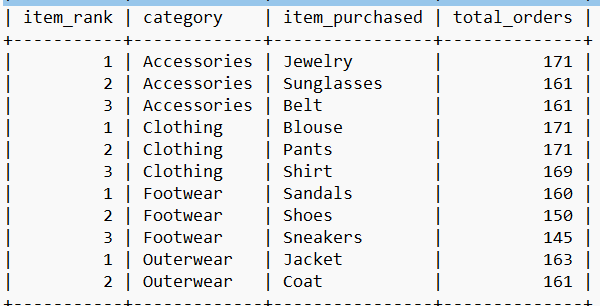 | item_rank | category | item_purchased | total_orders |
+-----------+-------------+----------------+--------------+
| 1 | Accessories | Jewelry | 171 |
| 2 | Accessories | Sunglasses | 161 |
| 3 | Accessories | Belt | 161 |
| 1 | Clothing | Blouse | 171 |
| 2 | Clothing | Pants | 171 |
| 3 | Clothing | Shirt | 169 |
| 1 | Footwear | Sandals | 160 |
| 2 | Footwear | Shoes | 150 |
| 3 | Footwear | Sneakers | 145 |
| 1 | Outerwear | Jacket | 163 |
| 2 | Outerwear | Coat | 161 |
+-----------+-------------+----------------+--------------+